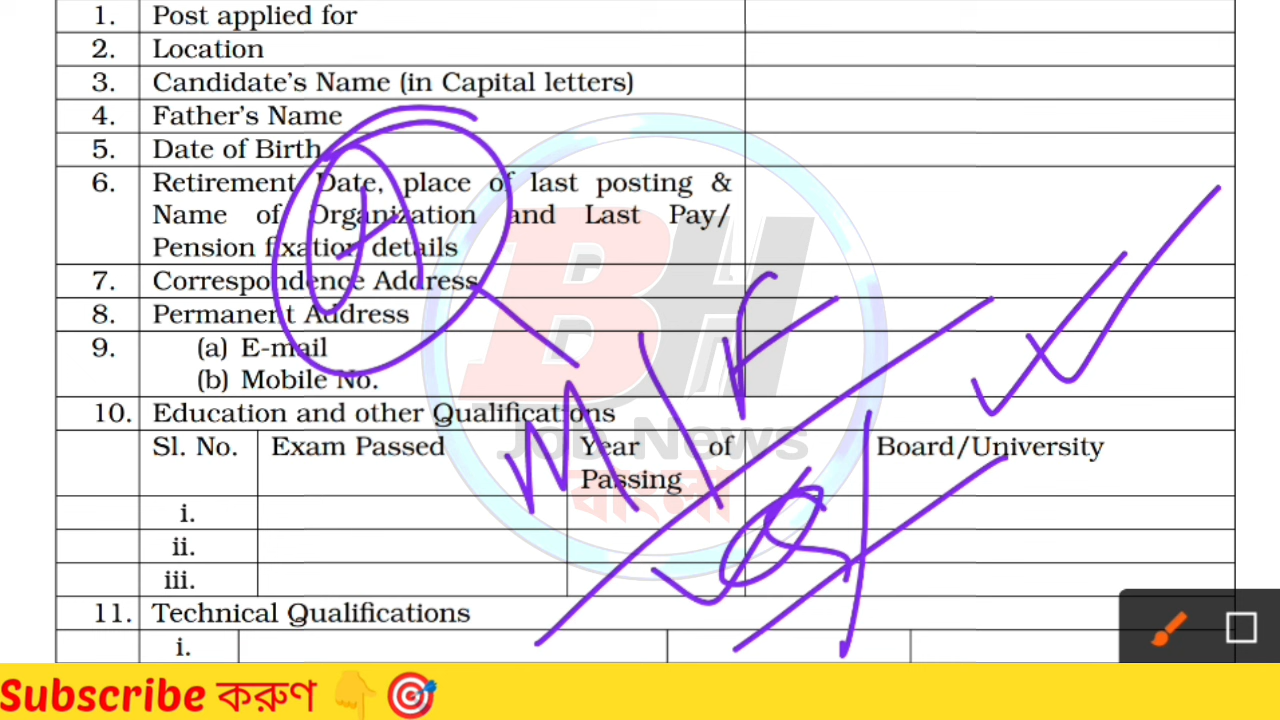 1. Post applied for
2. Location
3. Candidate's Name (in Capital letters)
4. Father's Name
5. Date of Birth
6. Retirement Date, place of last posting &
Name of Organization and Last Pay/
Pension fixation details
7. Correspondence Address
8. Permanent Address
9. (a) E-mail
(b) Mobile No.
10. Education and other Qualifications
Sl. No. Exam Passed Year of Board/University
Passing
i.
ii.
iii.
11. Technical Qualifications
i.
BH
Job News
বাংলা
Subscribe করুণ